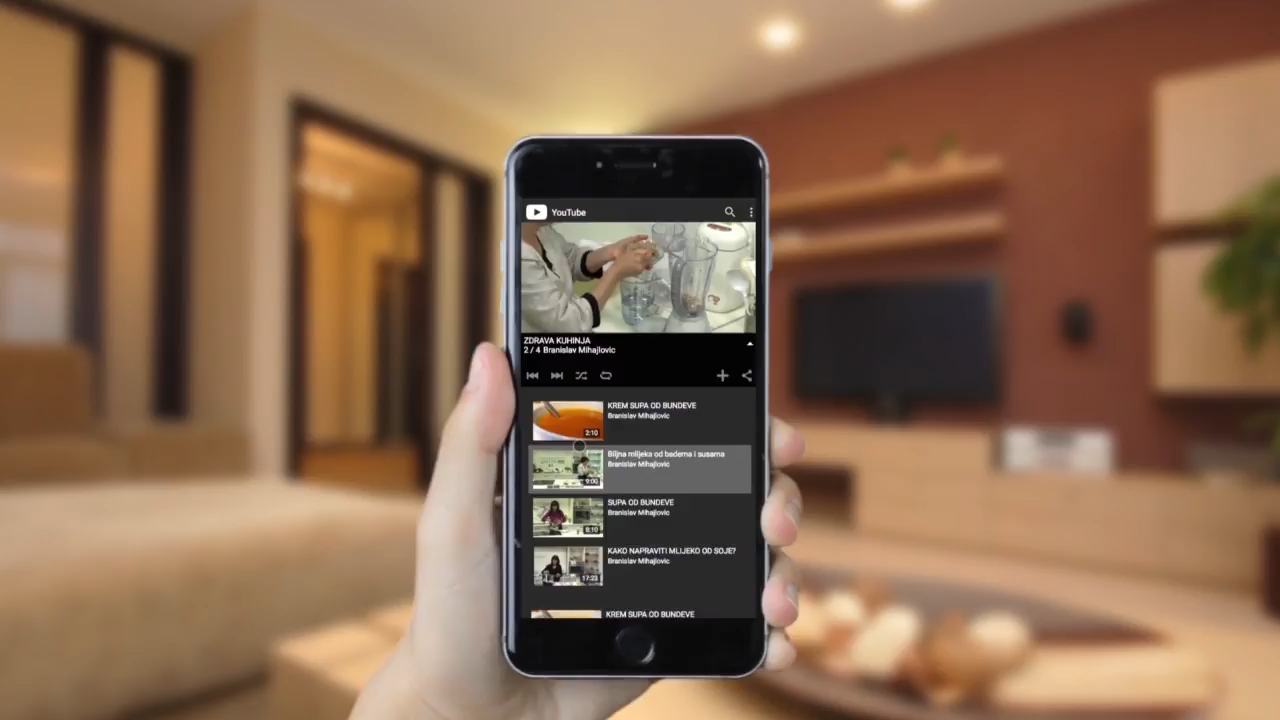 YouTube
ZDRAVA KUHINJA
2 / 4 Branislav Mihajlovic
KREM SUPA OD BUNDEVE
Branislav Mihajlovic
2:10
Biljna mlijeka od badema i susama
Branislav Mihajlovic
9:00
SUPA OD BUNDEVE
Branislav Mihajlovic
8:10
KAKO NAPRAVITI MLIJEKO OD SOJE?
Branislav Mihajlovic
17:23
KREM SUPA OD BUNDEVE